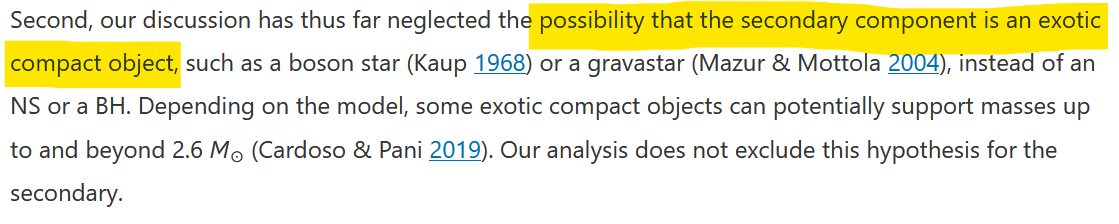 Second, our discussion has thus far neglected the possibility that the secondary component is an exotic
compact object, such as a boson star (Kaup 1968) or a gravastar (Mazur & Mottola 2004), instead of an
NS or a BH. Depending on the model, some exotic compact objects can potentially support masses up
to and beyond 2.6 M⊙ (Cardoso & Pani 2019). Our analysis does not exclude this hypothesis for the
secondary.